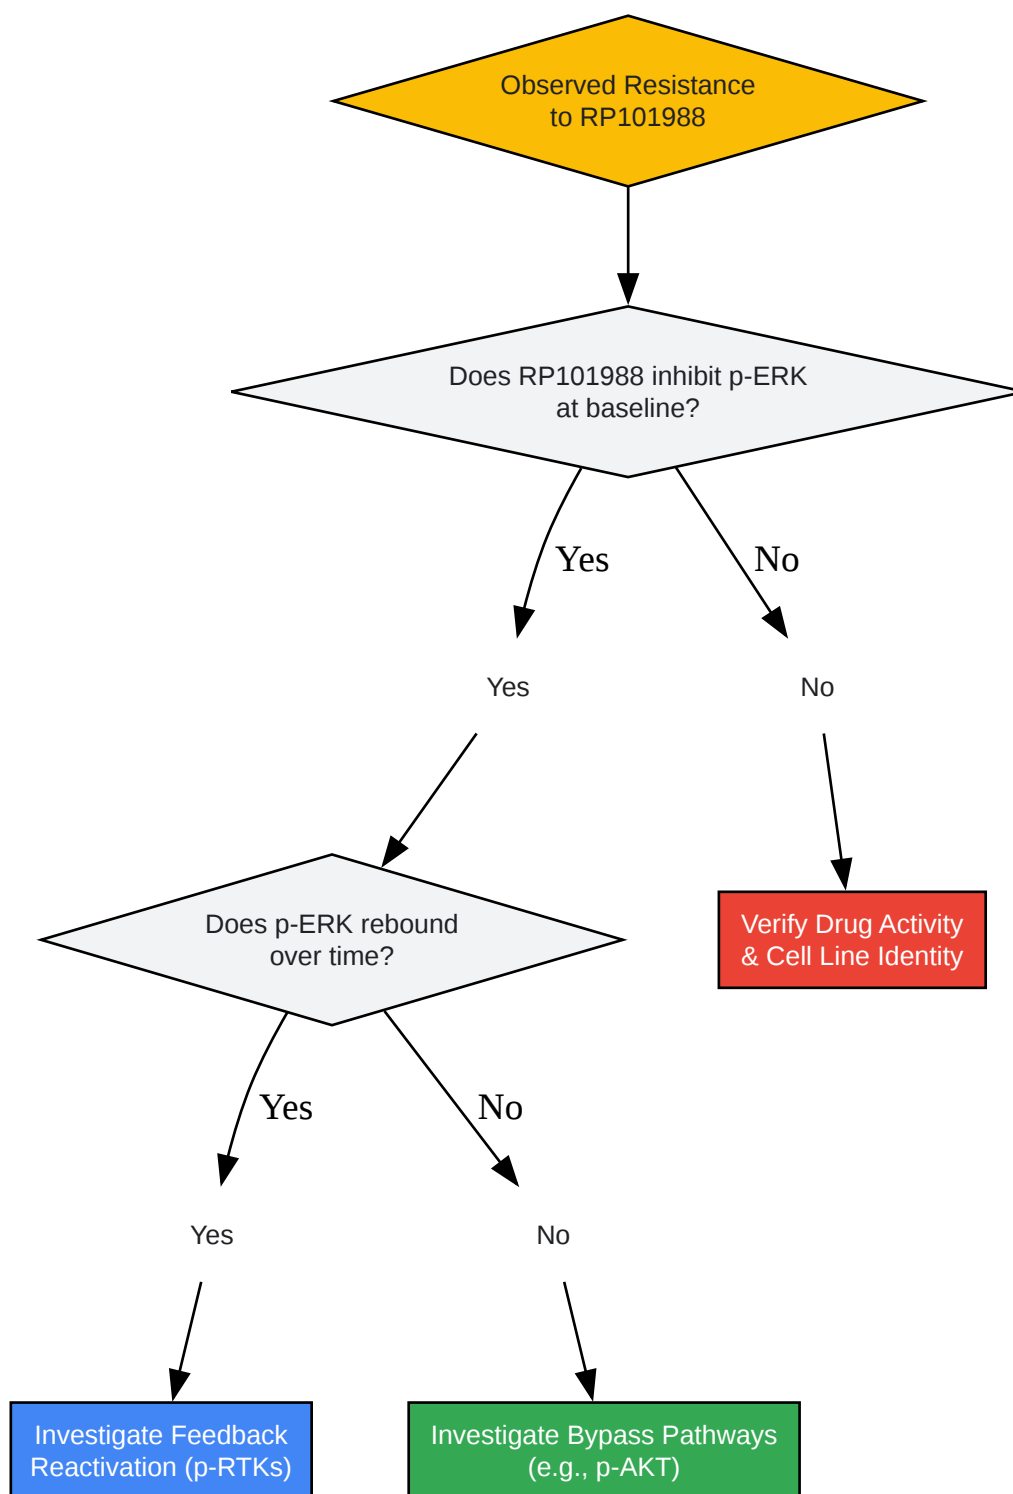 Observed Resistance
to RP101988
Does RP101988 inhibit p-ERK
at baseline?
Yes
No
Yes
No
Does p-ERK rebound
over time?
Verify Drug Activity
& Cell Line Identity
Yes
No
Yes
No
Investigate Feedback
Reactivation (p-RTKs)
Investigate Bypass Pathways
(e.g., p-AKT)